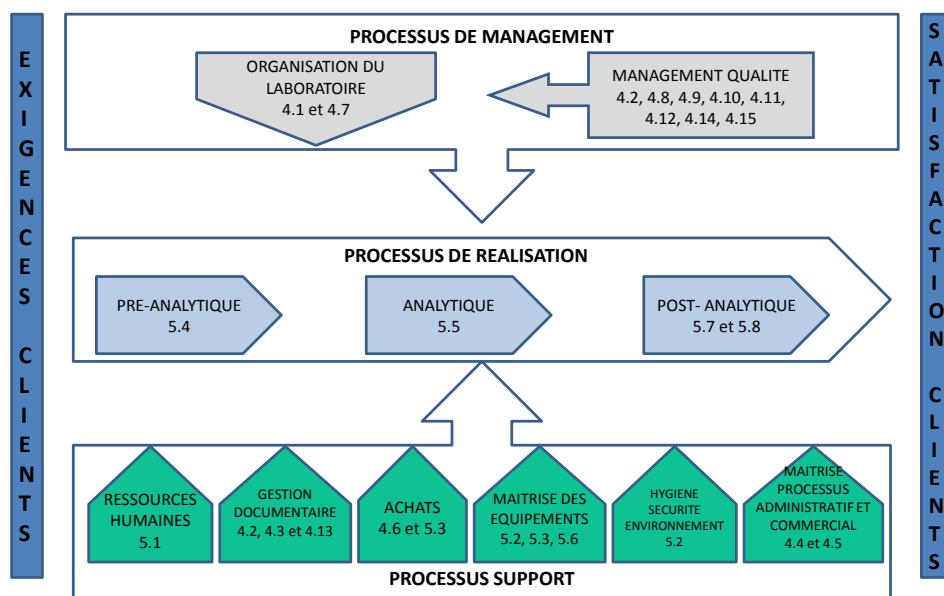 EXIGENCES CLIENTS
PROCESSUS DE MANAGEMENT
ORGANISATION DU
LABORATOIRE
4.1 et 4.7
MANAGEMENT QUALITE
4.2, 4.8, 4.9, 4.10, 4.11,
4.12, 4.14, 4.15
PROCESSUS DE REALISATION
PRE-ANALYTIQUE
5.4
ANALYTIQUE
5.5
POST- ANALYTIQUE
5.7 et 5.8
RESSOURCES
HUMAINES
5.1
GESTION
DOCUMENTAIRE
4.2, 4.3 et 4.13
ACHATS
4.6 et 5.3
MAITRISE DES
EQUIPEMENTS
5.2, 5.3, 5.6
HYGIENE
SECURITE
ENVIRONNEMENT
5.2
MAITRISE
PROCESSUS
ADMINISTRATIF ET
COMMERCIAL
4.4 et 4.5
PROCESSUS SUPPORT
SATISFACTION CLIENTS